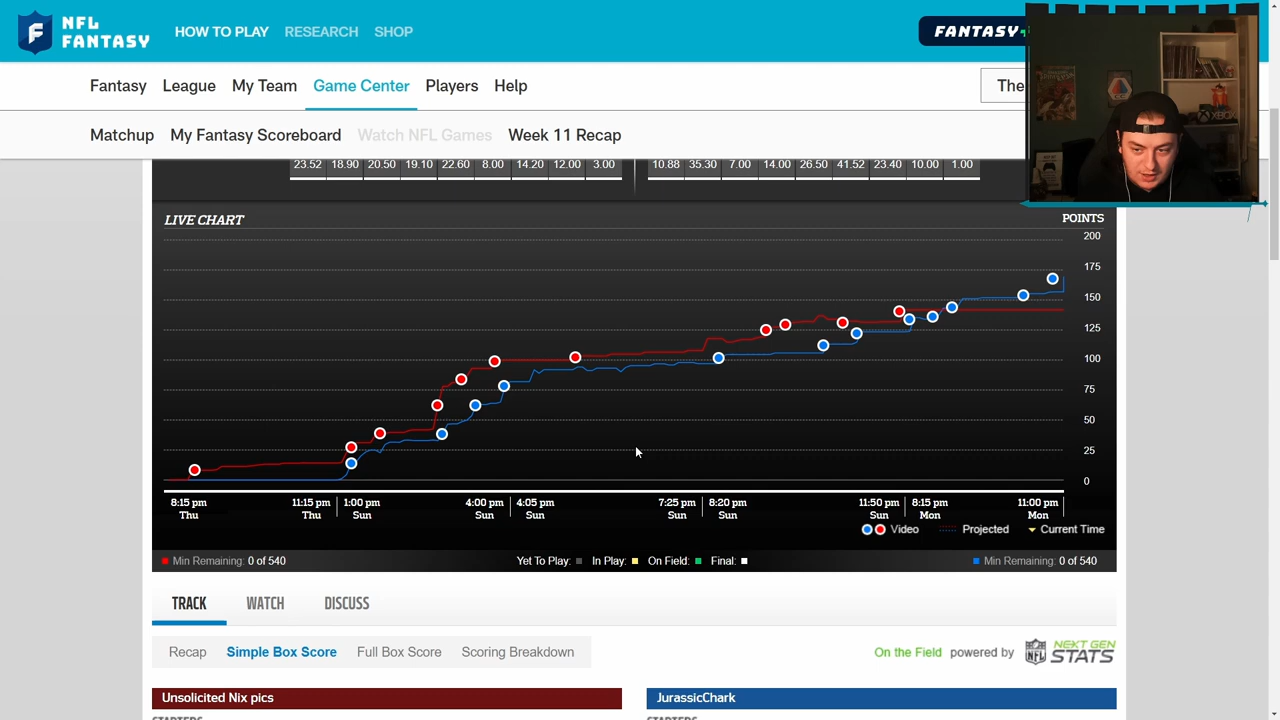 NFL
FANTASY
HOW TO PLAY
RESEARCH
SHOP
FANTASY+
Fantasy
League
My Team
Game Center
Players
Help
The
Matchup
My Fantasy Scoreboard
Watch NFL Games
Week 11 Recap
23.52 18.90 20.50 19.10 22.60 8.00 14.20 12.00 3.00
10.88 35.30 7.00 14.00 26.50 41.52 23.40 10.00 1.00
LIVE CHART
POINTS
200
175
150
125
100
75
50
25
0
8:15 pm Thu
11:15 pm Thu
1:00 pm Sun
4:00 pm Sun
4:05 pm Sun
7:25 pm Sun
8:20 pm Sun
11:50 pm Sun
8:15 pm Mon
11:00 pm Mon
Video
Projected
Current Time
Min Remaining: 0 of 540
Yet To Play:
In Play:
On Field:
Final:
Min Remaining: 0 of 540
TRACK
WATCH
DISCUSS
Recap
Simple Box Score
Full Box Score
Scoring Breakdown
On the Field powered by
NFL
NEXT GEN
STATS
Unsolicited Nix pics
JurassicChark
STARTERS
STARTERS